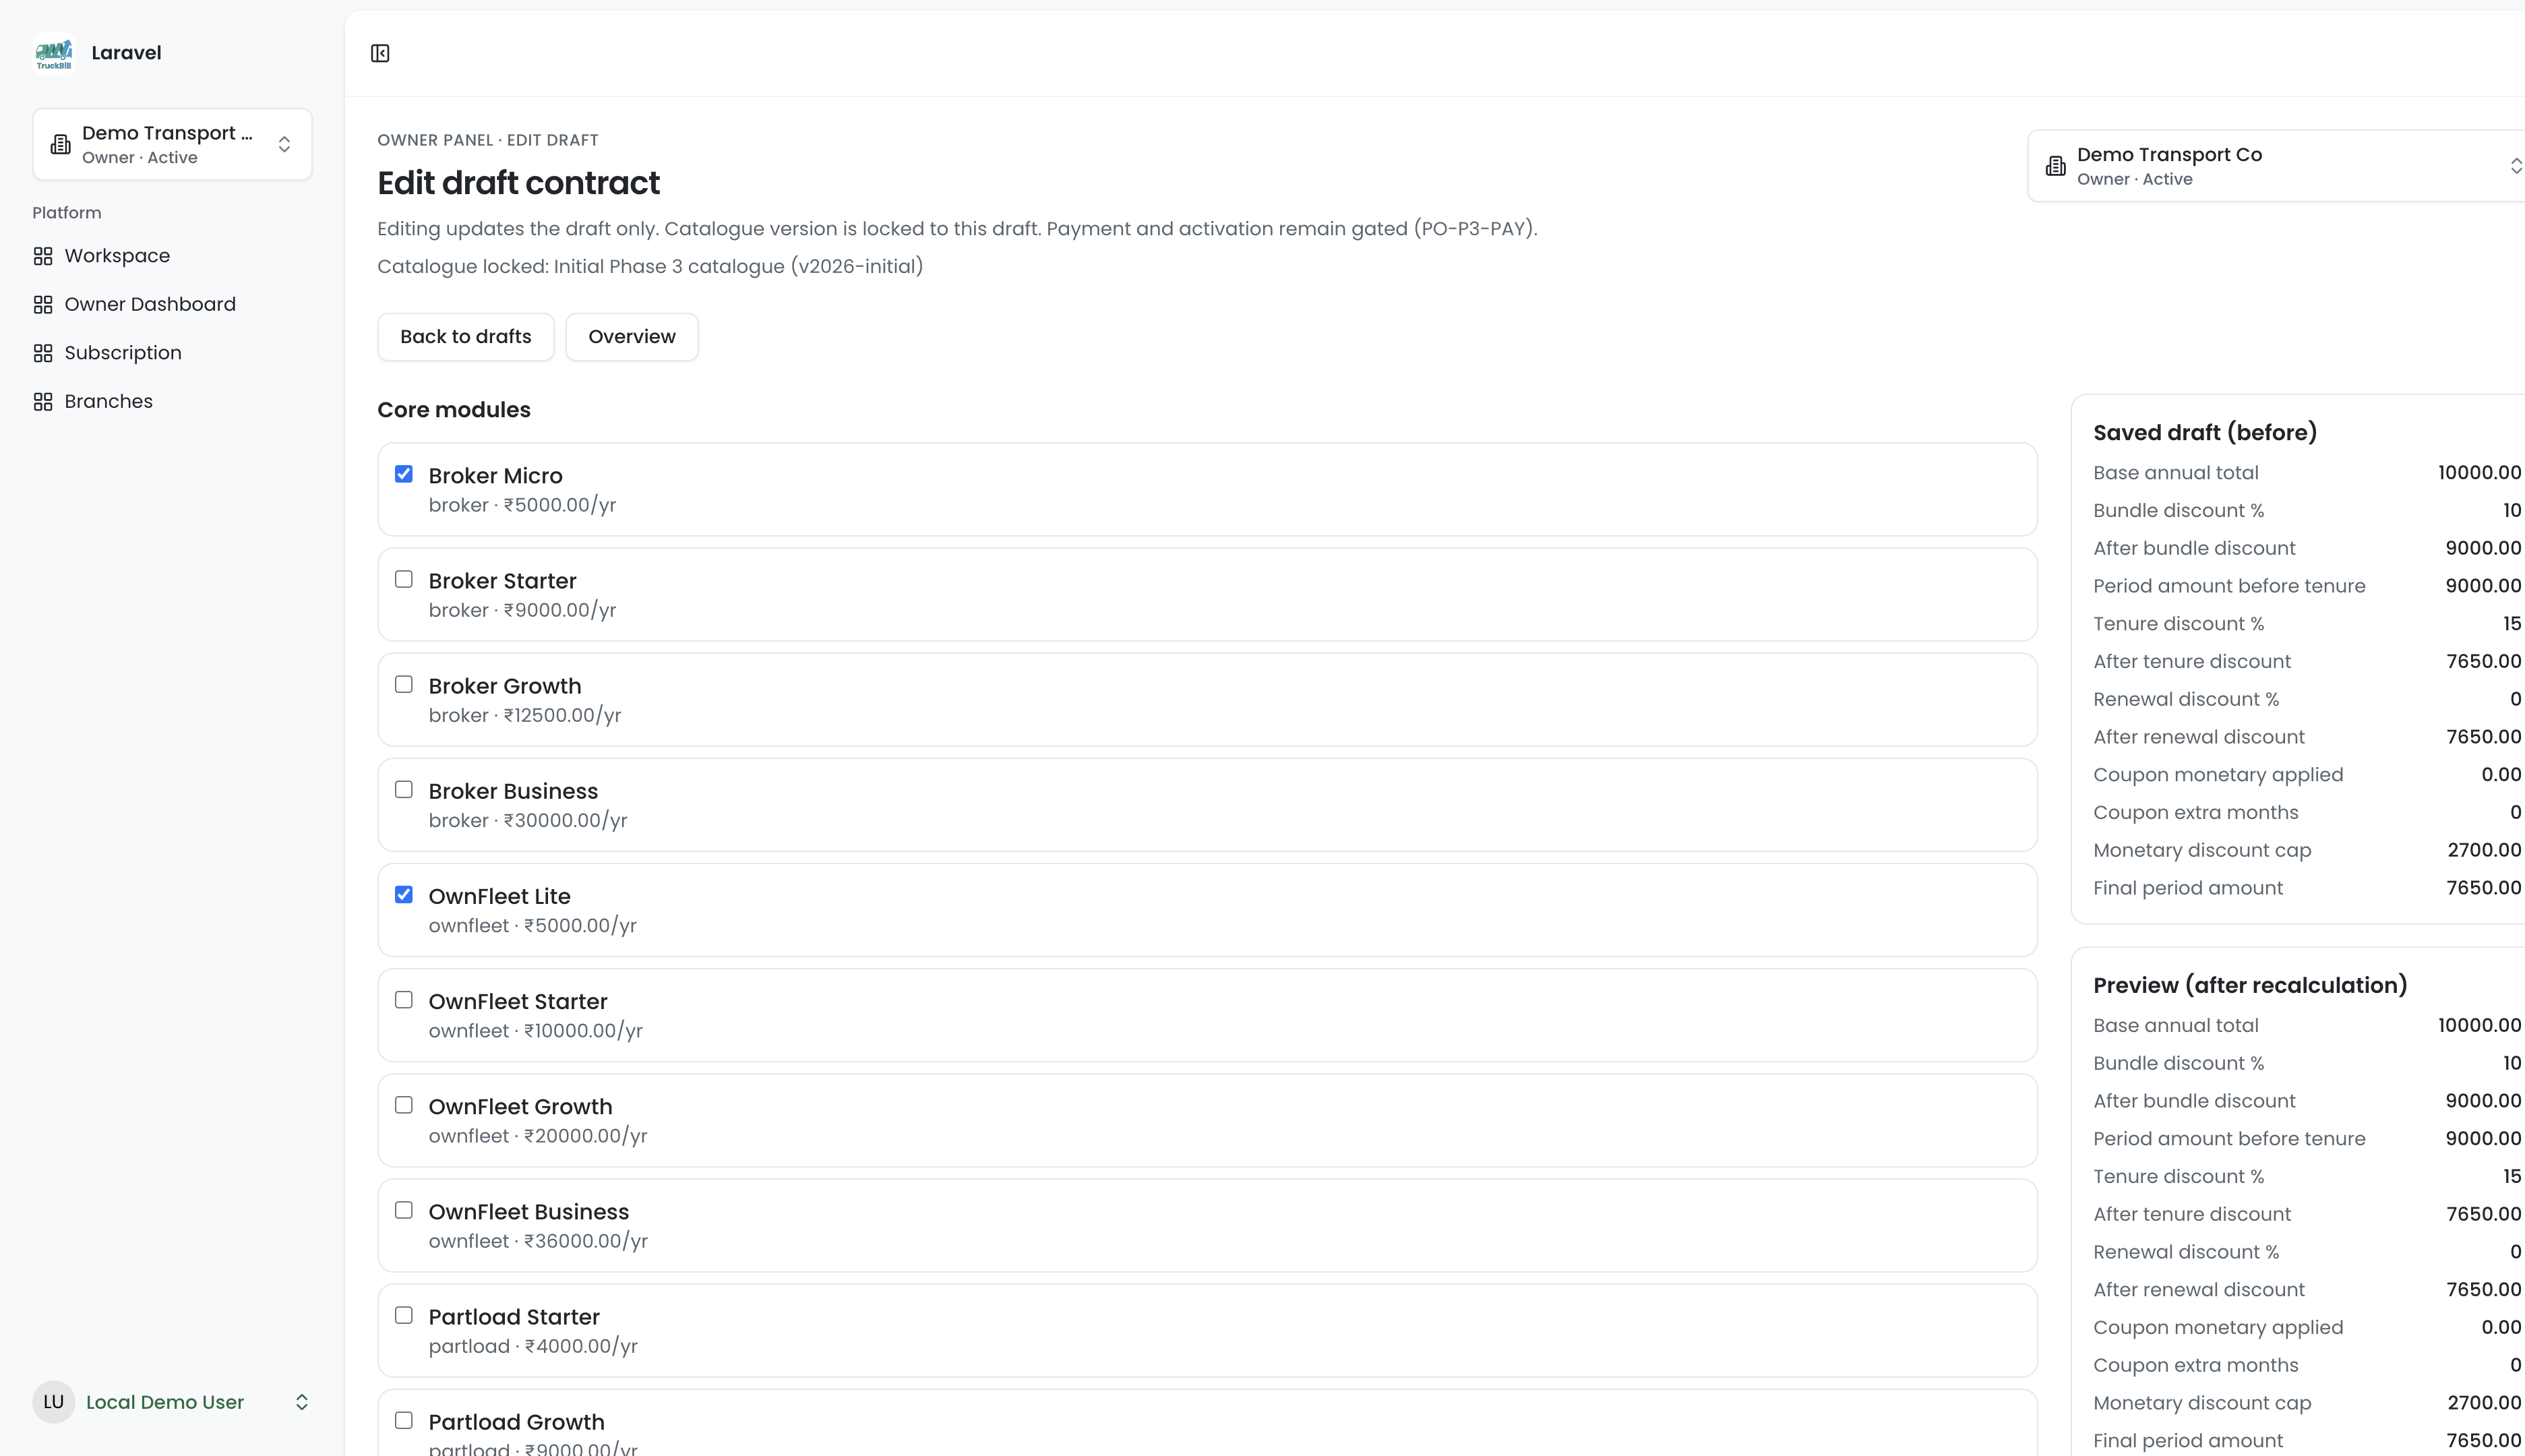 TruckBill
Laravel
Demo Transport ...
Owner · Active
Platform
Workspace
Owner Dashboard
Subscription
Branches
LU
Local Demo User
OWNER PANEL · EDIT DRAFT
Edit draft contract
Editing updates the draft only. Catalogue version is locked to this draft. Payment and activation remain gated (PO-P3-PAY).
Catalogue locked: Initial Phase 3 catalogue (v2026-initial)
Demo Transport Co
Owner · Active
Back to drafts
Overview
Core modules
Broker Micro
broker · ₹5000.00/yr
Broker Starter
broker · ₹9000.00/yr
Broker Growth
broker · ₹12500.00/yr
Broker Business
broker · ₹30000.00/yr
OwnFleet Lite
ownfleet · ₹5000.00/yr
OwnFleet Starter
ownfleet · ₹10000.00/yr
OwnFleet Growth
ownfleet · ₹20000.00/yr
OwnFleet Business
ownfleet · ₹36000.00/yr
Partload Starter
partload · ₹4000.00/yr
Partload Growth
partload · ₹9000.00/yr
Saved draft (before)
Base annual total 10000.00
Bundle discount % 10
After bundle discount 9000.00
Period amount before tenure 9000.00
Tenure discount % 15
After tenure discount 7650.00
Renewal discount % 0
After renewal discount 7650.00
Coupon monetary applied 0.00
Coupon extra months 0
Monetary discount cap 2700.00
Final period amount 7650.00
Preview (after recalculation)
Base annual total 10000.00
Bundle discount % 10
After bundle discount 9000.00
Period amount before tenure 9000.00
Tenure discount % 15
After tenure discount 7650.00
Renewal discount % 0
After renewal discount 7650.00
Coupon monetary applied 0.00
Coupon extra months 0
Monetary discount cap 2700.00
Final period amount 7650.00